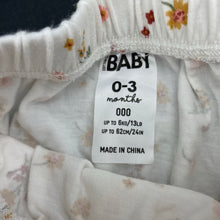 BABY
0-3
months
000
UP TO 6KG/13LB
UP TO 62CM/24IN
MADE IN CHINA